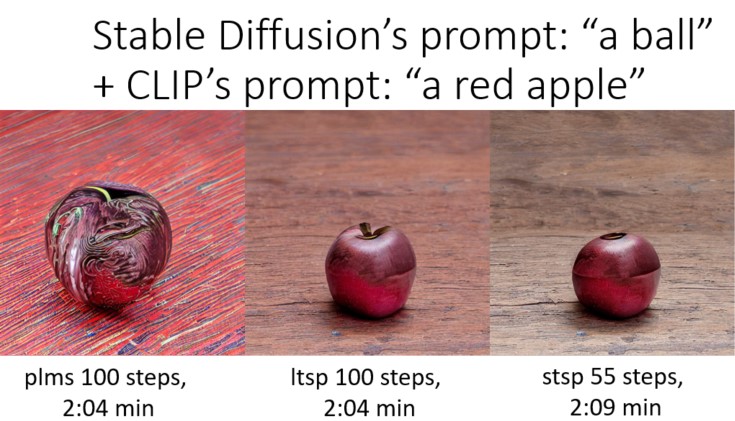 Stable Diffusion’s prompt: “a ball”
+ CLIP’s prompt: “a red apple”
plms 100 steps,
2:04 min
ltsp 100 steps,
2:04 min
stsp 55 steps,
2:09 min